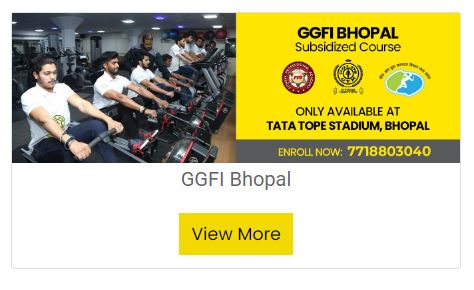 GGFI BHOPAL
Subsidized Course
ONLY AVAILABLE AT
TATA TOPE STADIUM, BHOPAL
ENROLL NOW: 7718803040
GGFI Bhopal
View More